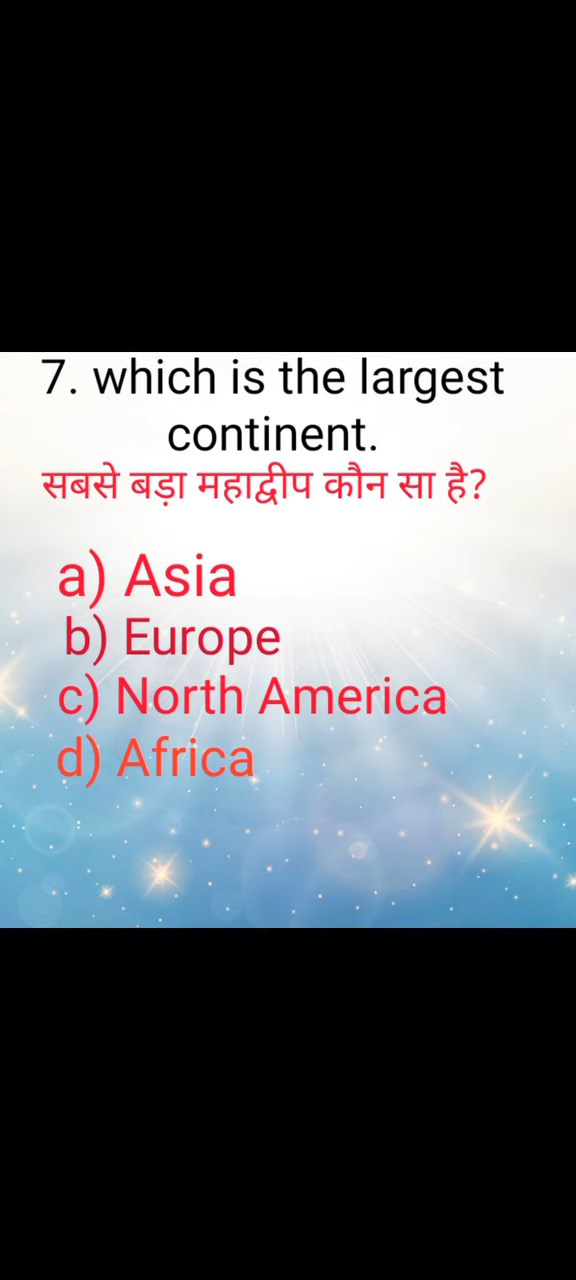 7. which is the largest
continent.
सबसे बड़ा महाद्वीप कौन सा है?
a) Asia
b) Europe
c) North America
d) Africa